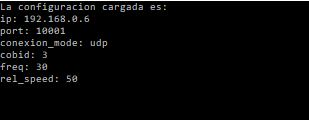 La configuracion cargada es:
ip: 192.168.0.6
port: 10001
conexion_mode: udp
cobid: 3
freq: 30
rel_speed: 50